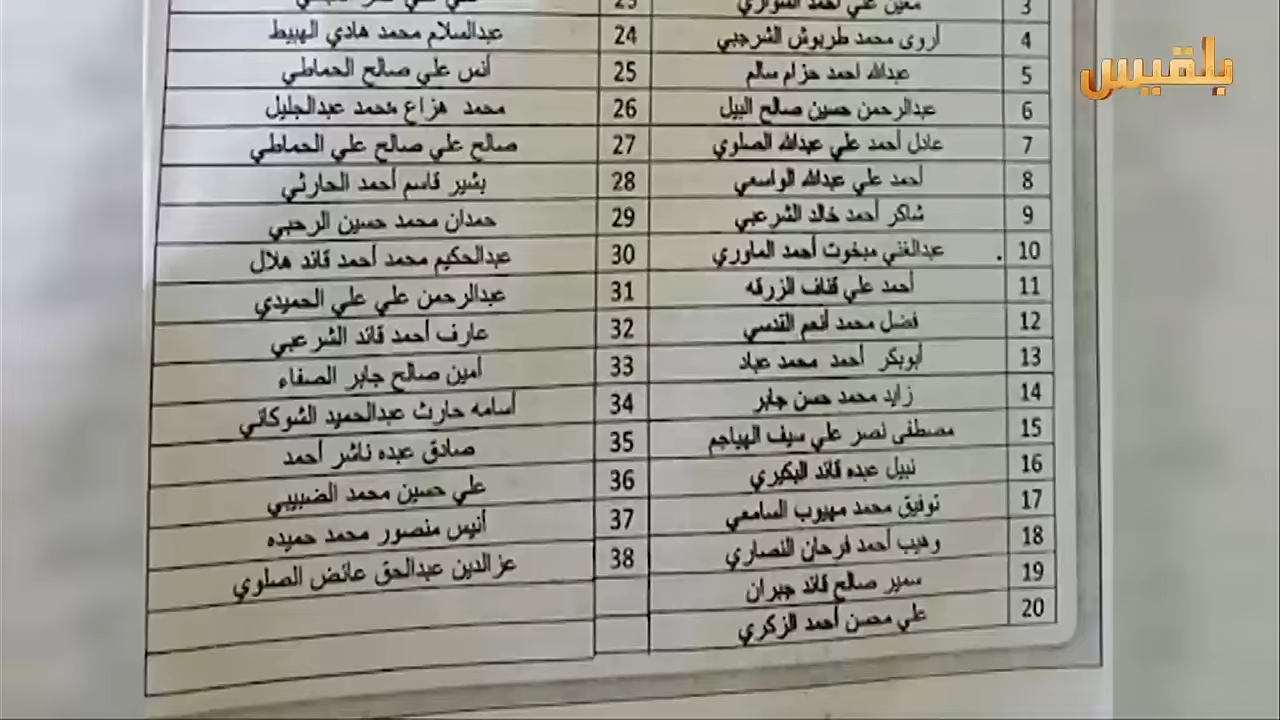 بلقيس
3 معين علي أحمد
4 أروى محمد طربوش الشرجبي
5 عبدالله احمد حزام سالم
6 عبدالرحمن حسين صالح البيل
7 عادل أحمد علي عبدالله الصلوي
8 أحمد علي عبدالله الواسعي
9 شاكر أحمد خالد الشرعبي
10 عبدالغني مبخوت أحمد الماوري
11 أحمد علي قناف الزرقه
12 فضل محمد أنعم القدسي
13 أبوبكر أحمد محمد عباد
14 زايد محمد حسن جابر
15 مصطفى نصر علي سيف الهياجم
16 نبيل عبده قائد البكيري
17 توفيق محمد مهيوب السامعي
18 وهيب أحمد فرحان النصاري
19 سمير صالح قائد جبران
20 علي محسن أحمد الزكري
23
24 عبدالسلام محمد هادي الهبيط
25 أنس علي صالح الحماطي
26 محمد هزاع محمد عبدالجليل
27 صالح علي صالح علي الحماطي
28 بشير قاسم أحمد الحارثي
29 حمدان محمد حسين الرحبي
30 عبدالحكيم محمد أحمد قائد هلال
31 عبدالرحمن علي علي الحميدي
32 عارف أحمد قائد الشرعبي
33 أمين صالح جابر الصفاء
34 أسامه حارث عبدالحميد الشوكاني
35 صادق عبده ناشر أحمد
36 علي حسين محمد الضبيبي
37 أنيس منصور محمد حميده
38 عزالدين عبدالحق عائض الصلوي